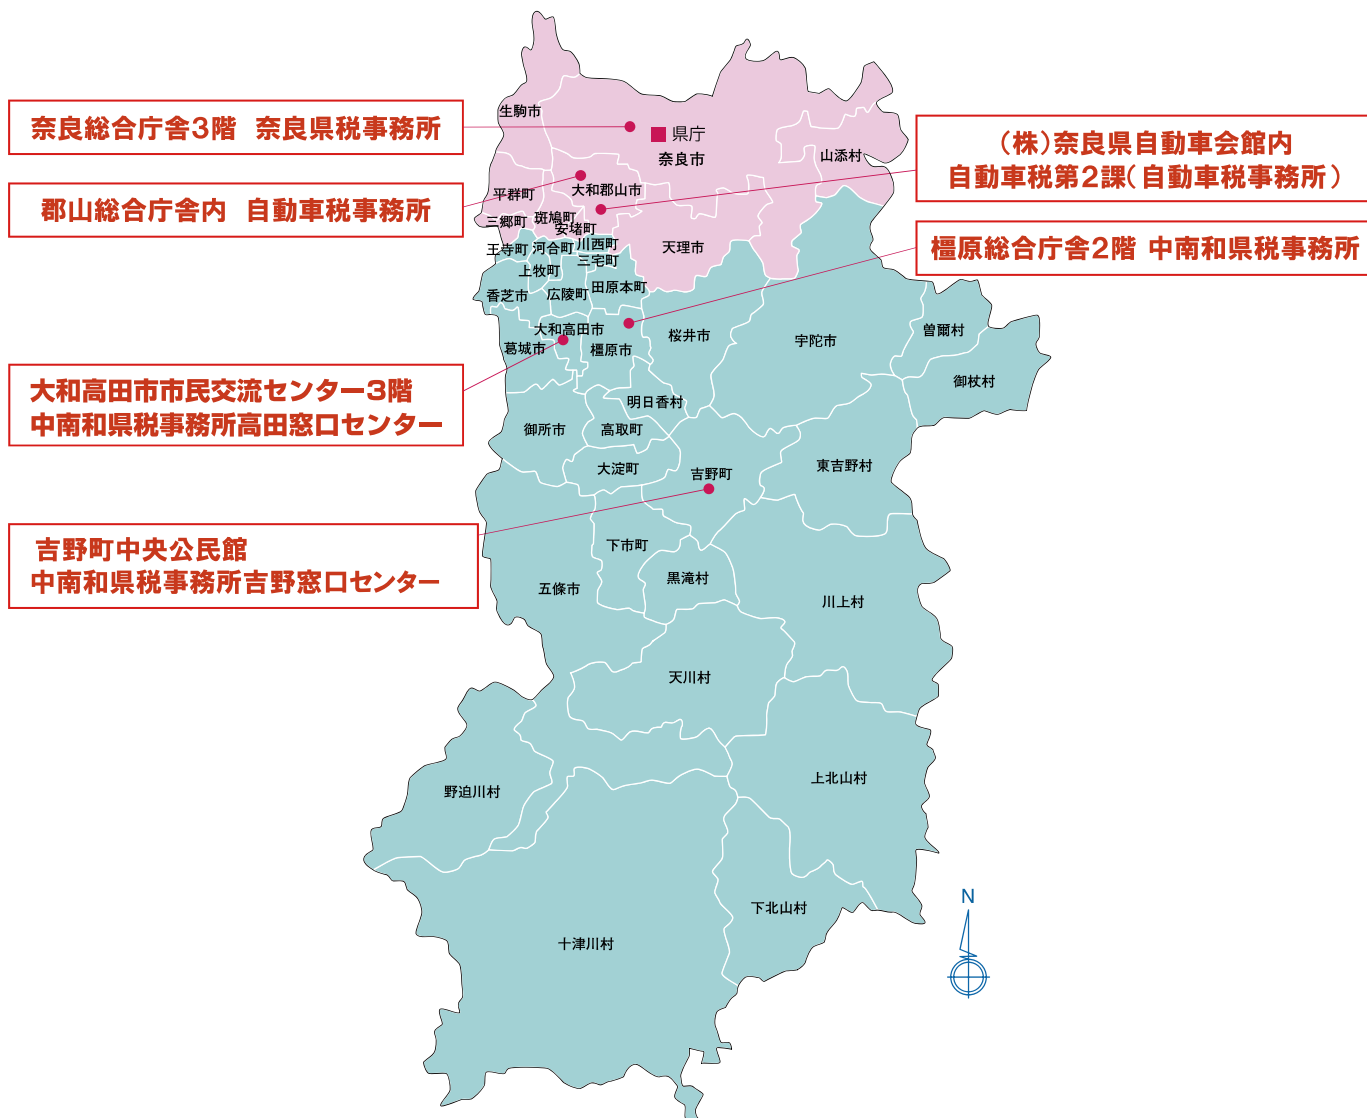 奈良総合庁舎3階 奈良県税事務所
郡山総合庁舎内 自動車税事務所
(株)奈良県自動車会館内
自動車税第2課(自動車税事務所)
橿原総合庁舎2階 中南和県税事務所
大和高田市市民交流センター3階
中南和県税事務所高田窓口センター
吉野町中央公民館
中南和県税事務所吉野窓口センター
生駒市
県庁
奈良市
山添村
平群町
大和郡山市
三郷町
斑鳩町
安堵町
天理市
王寺町
河合町
川西町
三宅町
上牧町
香芝市
広陵町
田原本町
大和高田市
葛城市
橿原市
桜井市
宇陀市
曽爾村
御杖村
明日香村
御所市
高取町
大淀町
吉野町
東吉野村
下市町
黒滝村
五條市
川上村
天川村
野迫川村
上北山村
下北山村
十津川村
N